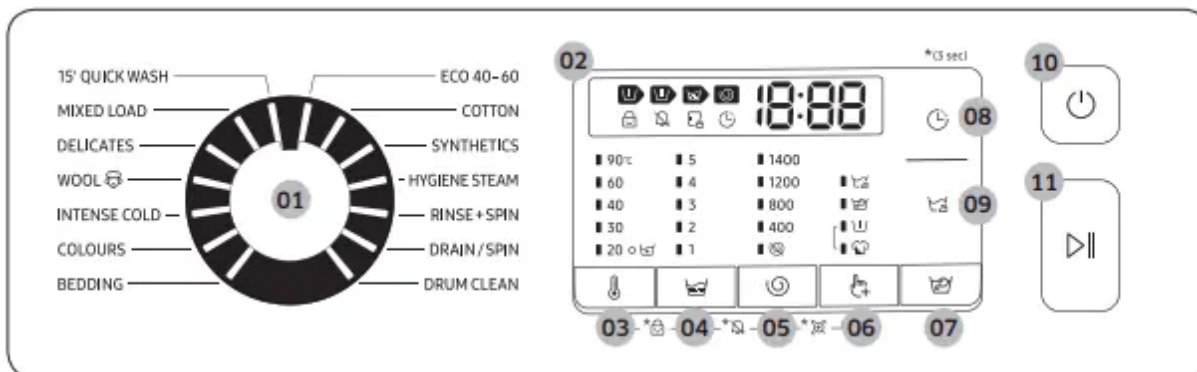 15' QUICK WASH
MIXED LOAD
DELICATES
WOOL
INTENSE COLD
COLOURS
BEDDING
01
ECO 40-60
COTTON
SYNTHETICS
HYGIENE STEAM
RINSE+SPIN
DRAIN/SPIN
DRUM CLEAN
02
*(3 sec)
18:88
90℃ 5 1400
60 4 1200
40 3 800
30 2 400
20 1
08
09
03 * 04 * 05 * 06 07
10
11